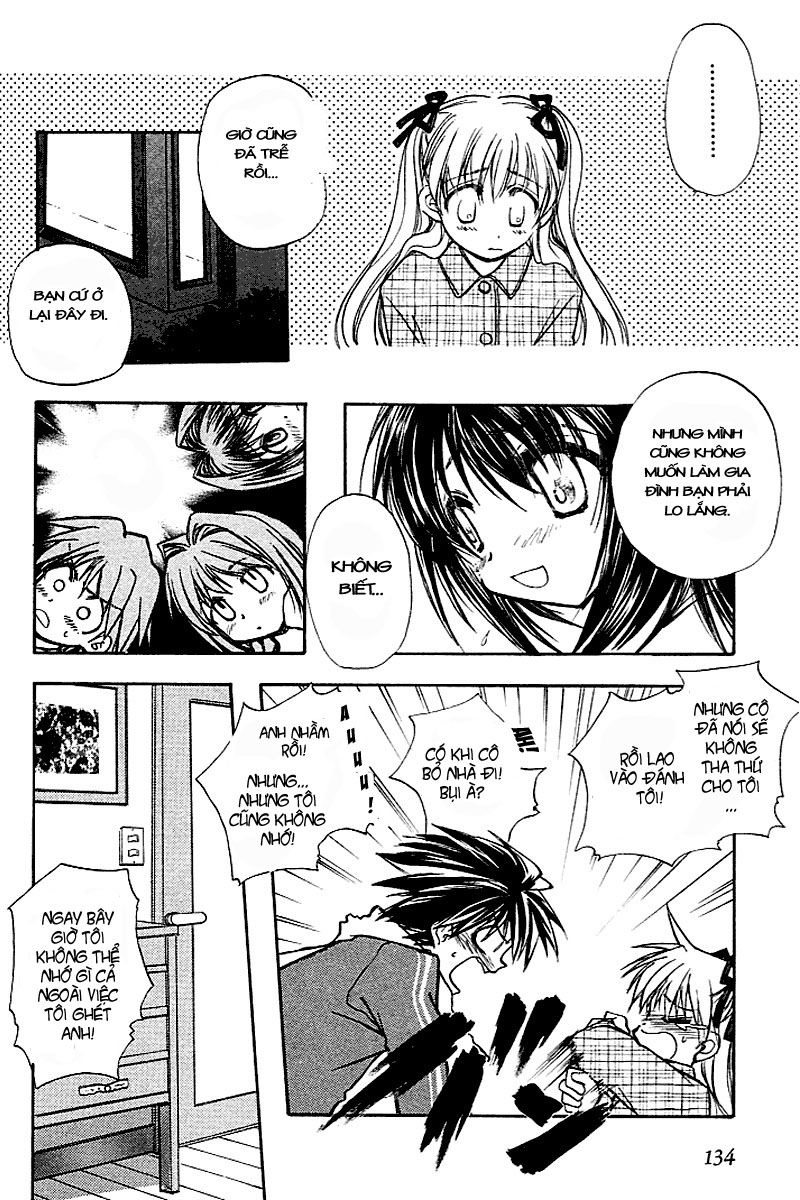 ..........
GIỜ CŨNG
ĐÃ TRỄ
RỒI...
BẠN CỨ Ở
LẠI ĐÂY ĐI.
NHƯNG MÌNH
CŨNG KHÔNG
MUỐN LÀM GIA
ĐÌNH BẠN PHẢI
LO LẮNG.
KHÔNG
BIẾT...
NHƯNG CÔ
ĐÃ NÓI SẼ
KHÔNG
THA THỨ
CHO TÔI
...
RỒI LAO
VÀO ĐÁNH
TÔI!
AH!
CÓ KHI CÔ
BỎ NHÀ ĐI!
BỤI À?
AUUU!
ANH NHẦM
RỒI!
NHƯNG...
NHƯNG TÔI
CŨNG KHÔNG
NHỚ!
NGAY BÂY
GIỜ TÔI
KHÔNG THỂ
NHỚ GÌ CẢ
NGOÀI VIỆC
TÔI GHÉT
ANH!
134